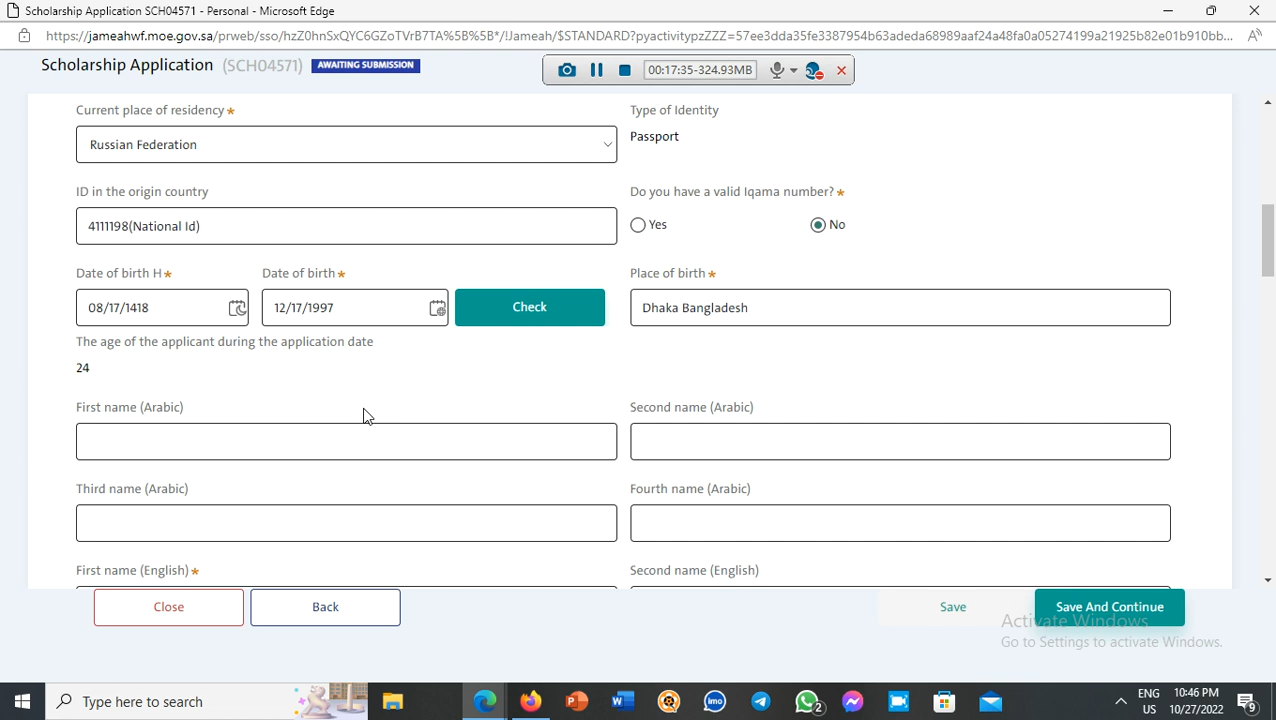 Scholarship Application SCH04571 - Personal - Microsoft Edge
https://jameahwf.moe.gov.sa/prweb/sso/hzZ0hnSxQYC6GZoTVrB7TA%5B%5B*/!Jameah/$STANDARD?pyactivitypzZZZ=57ee3dda35fe3387954b63adeda68989aaf24a48fa0a05274199a21925b82e01b910bb...
Scholarship Application (SCH04571) AWAITING SUBMISSION
00:17:35-324.93MB
Current place of residency* Type of Identity
Russian Federation Passport
ID in the origin country Do you have a valid Iqama number? *
4111198(National Id) Yes No
Date of birth H* Date of birth* Place of birth *
08/17/1418 12/17/1997 Check Dhaka Bangladesh
The age of the applicant during the application date
24
First name (Arabic) Second name (Arabic)
Third name (Arabic) Fourth name (Arabic)
First name (English)* Second name (English)
Close Back Save Save And Continue
Activate Windows
Go to Settings to activate Windows.
Type here to search
2
imo
ENG 10:46 PM
US 10/27/2022
9